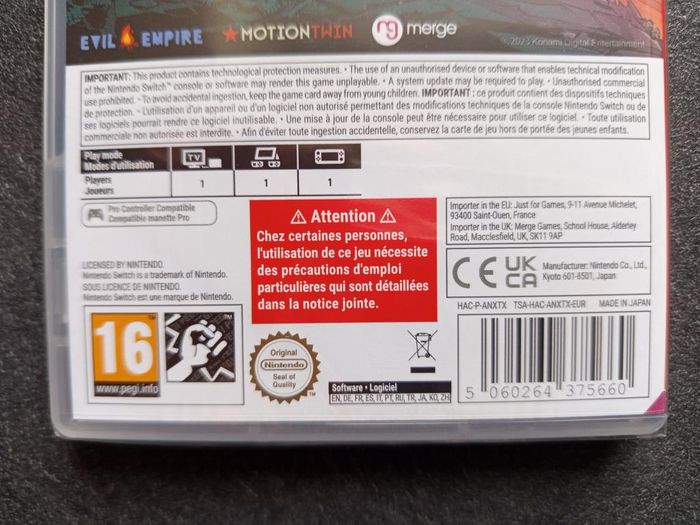 EVIL EMPIRE
MOTIONTWIN
merge
2023 Konami Digital Entertainment
IMPORTANT: This product contains technological protection measures. • The use of an unauthorised device or software that enables technical modification
of the Nintendo Switch™ console or software may render this game unplayable. • A system update may be required to play. • Unauthorised commercial
use prohibited. • To avoid accidental ingestion, keep the game card away from young children. IMPORTANT : ce produit contient des dispositifs techniques
de protection. • L'utilisation d'un appareil ou d'un logiciel non autorisé permettant des modifications techniques de la console Nintendo Switch ou de
ses logiciels pourrait rendre ce logiciel inutilisable. • Une mise à jour de la console peut être nécessaire pour utiliser ce logiciel. • Toute utilisation
commerciale non autorisée est interdite. • Afin d'éviter toute ingestion accidentelle, conservez la carte de jeu hors de portée des jeunes enfants.
Play mode
Modes d'utilisation
TV
Players
Joueurs
1
1
1
Pro Controller Compatible
Compatible manette Pro
LICENSED BY NINTENDO.
Nintendo Switch is a trademark of Nintendo.
SOUS LICENCE DE NINTENDO.
Nintendo Switch est une marque de Nintendo.
⚠ Attention ⚠
Chez certaines personnes,
l'utilisation de ce jeu nécessite
des précautions d'emploi
particulières qui sont détaillées
dans la notice jointe.
Importer in the EU: Just for Games, 9-11 Avenue Michelet,
93400 Saint-Ouen, France
Importer in the UK: Merge Games, School House, Alderley
Road, Macclesfield, UK, SK11 9AP
CE
UK
CA
Manufacturer: Nintendo Co., Ltd.,
Kyoto 601-8501, Japan
HAC-P-ANXTX TSA-HAC-ANXTX-EUR MADE IN JAPAN
16
www.pegi.info
™
Original
Nintendo
Seal of
Quality
™
Software • Logiciel
EN, DE, FR, ES, IT, PT, RU, TR, JA, KO, ZH
5 060264 375660